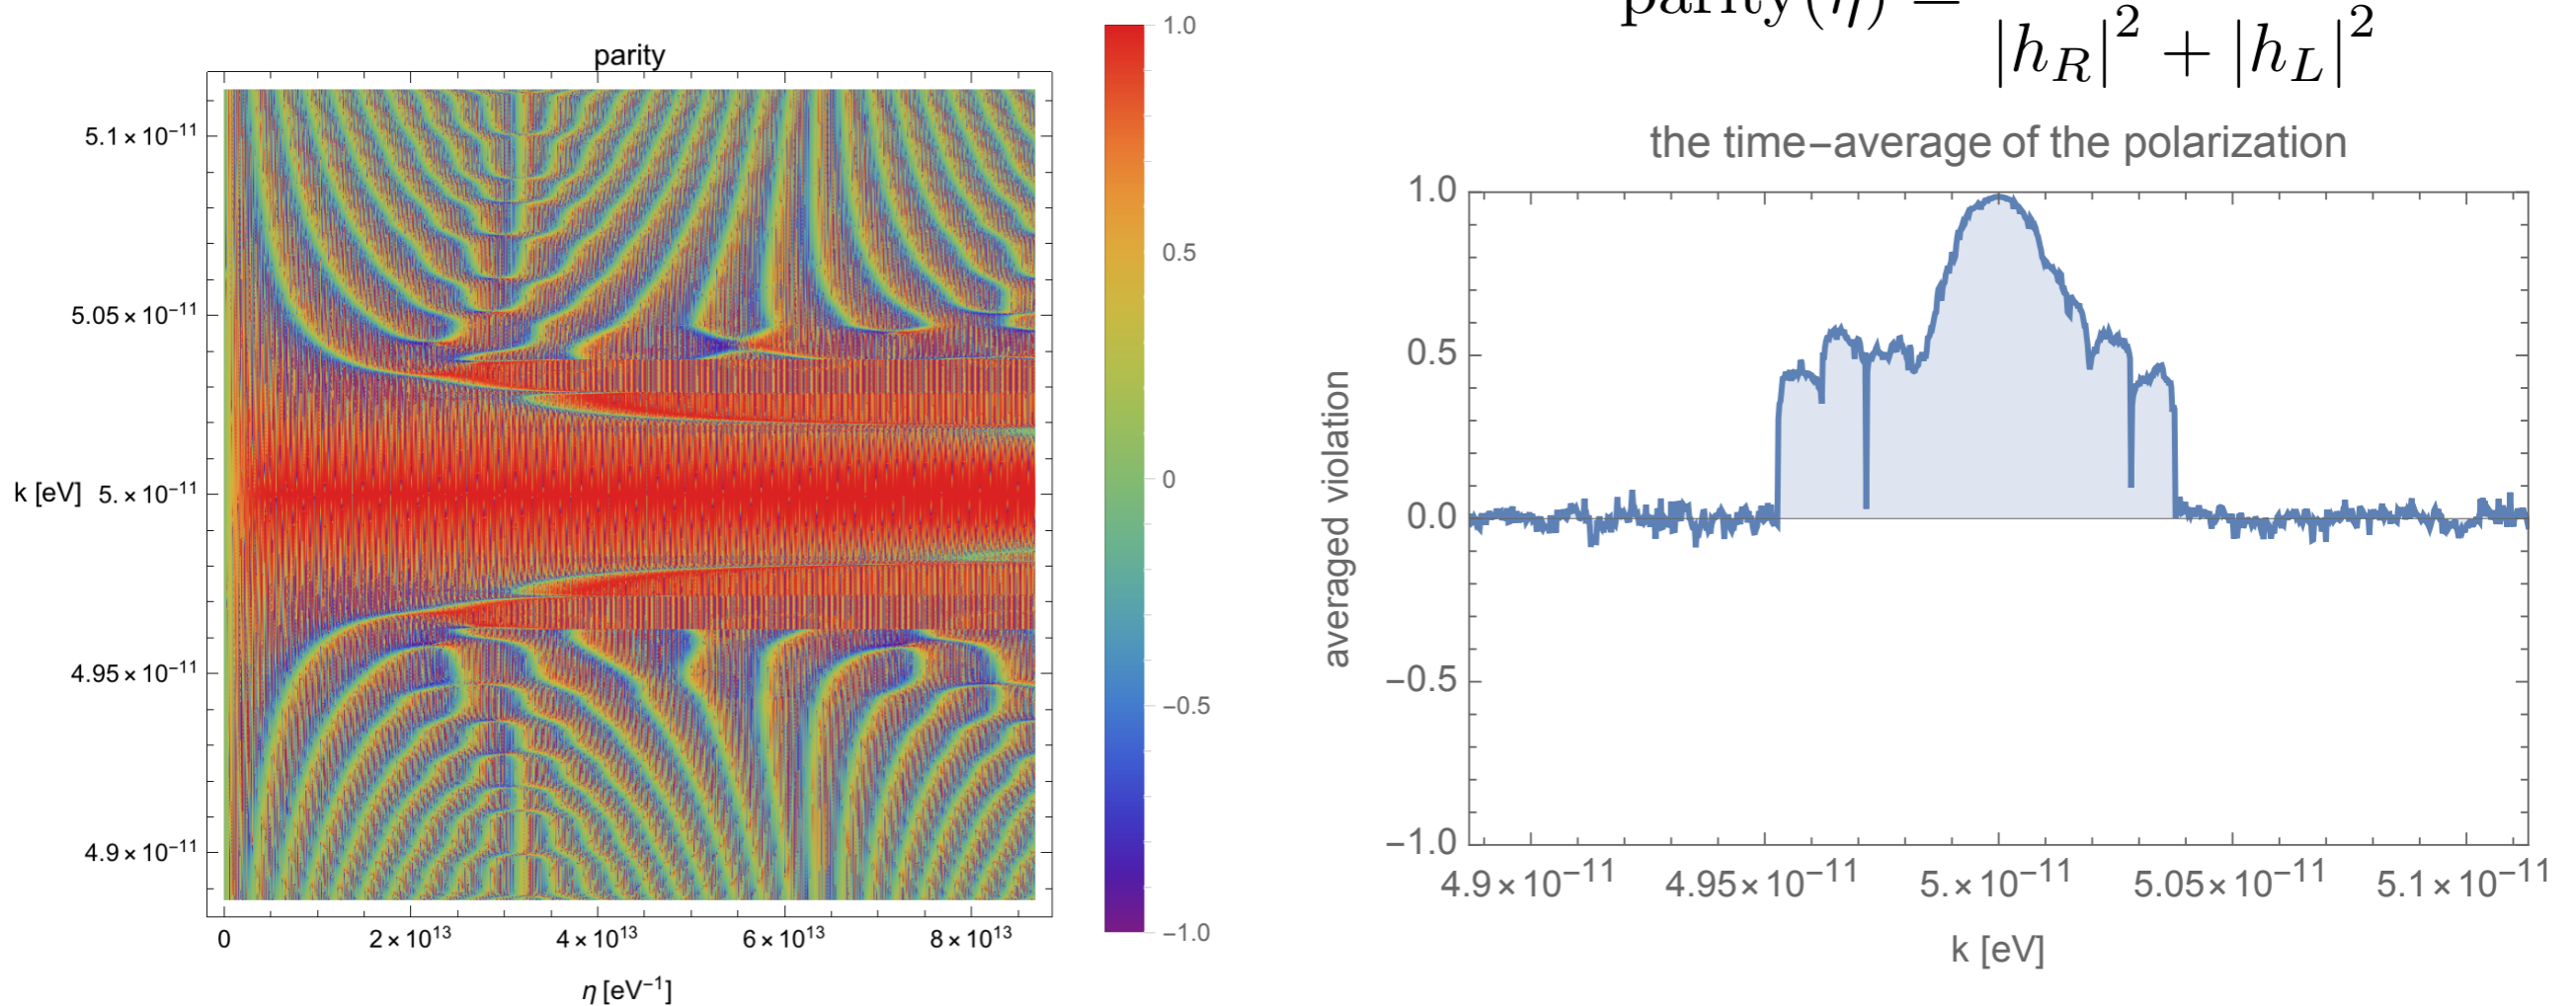 parity(η) =
|h_R|² + |h_L|²
parity
1.0
0.5
0
−0.5
−1.0
5.1×10⁻¹¹
5.05×10⁻¹¹
k [eV] 5.×10⁻¹¹
4.95×10⁻¹¹
4.9×10⁻¹¹
0 2×10¹³ 4×10¹³ 6×10¹³ 8×10¹³
η [eV⁻¹]
the time−average of the polarization
averaged violation
1.0
0.5
0.0
−0.5
−1.0
4.9×10⁻¹¹ 4.95×10⁻¹¹ 5.×10⁻¹¹ 5.05×10⁻¹¹ 5.1×10⁻¹¹
k [eV]